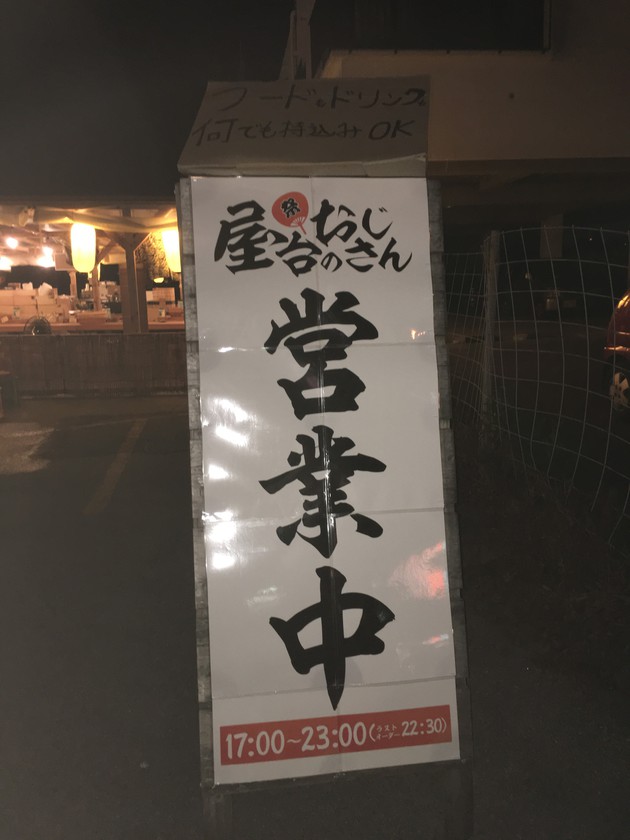 フード&ドリンク
何でも持込みOK
祭
屋台のおじさん
営業中
17:00～23:00(ラストオーダー22:30)